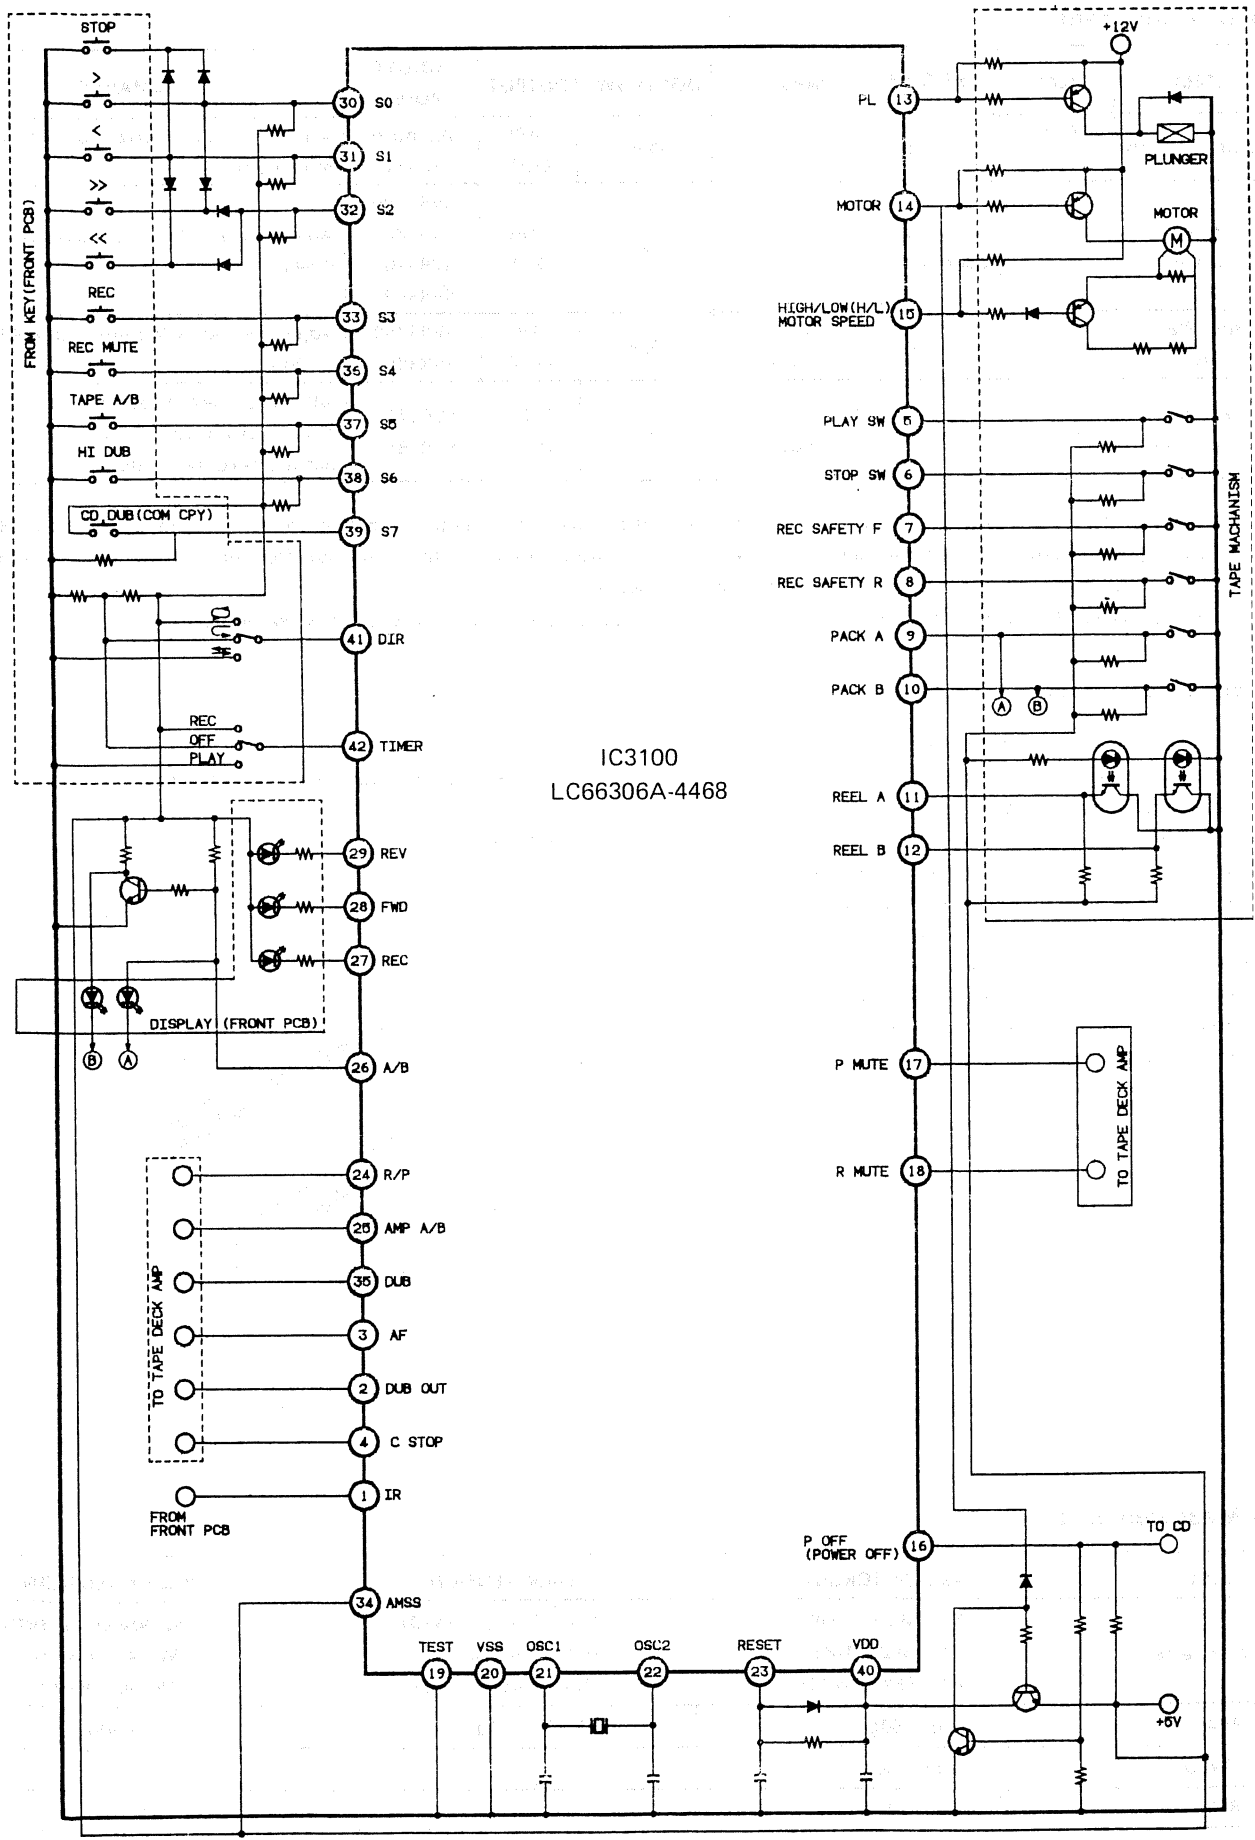 STOP
>
<
>>
<<
REC
REC MUTE
TAPE A/B
HI DUB
CD DUB(COM CPY)
FROM KEY(FRONT PCB)
30 S0
31 S1
32 S2
33 S3
36 S4
37 S5
38 S6
39 S7
41 DIR
REC
OFF
PLAY
42 TIMER
29 REV
28 FWD
27 REC
DISPLAY (FRONT PCB)
B
A
26 A/B
24 R/P
25 AMP A/B
35 DUB
3 AF
2 DUB OUT
4 C STOP
TO TAPE DECK AMP
1 IR
FROM
FRONT PCB
34 AMSS
IC3100
LC66306A-4468
TEST
19
VSS
20
OSC1
21
OSC2
22
RESET
23
VDD
40
+12V
PL 13
PLUNGER
MOTOR 14
MOTOR
M
HIGH/LOW(H/L)
MOTOR SPEED
15
PLAY SW 5
STOP SW 6
REC SAFETY F 7
REC SAFETY R 8
PACK A 9
PACK B 10
A
B
REEL A 11
REEL B 12
TAPE MACHANISM
P MUTE 17
R MUTE 18
TO TAPE DECK AMP
P OFF
(POWER OFF)
16
TO CD
+5V